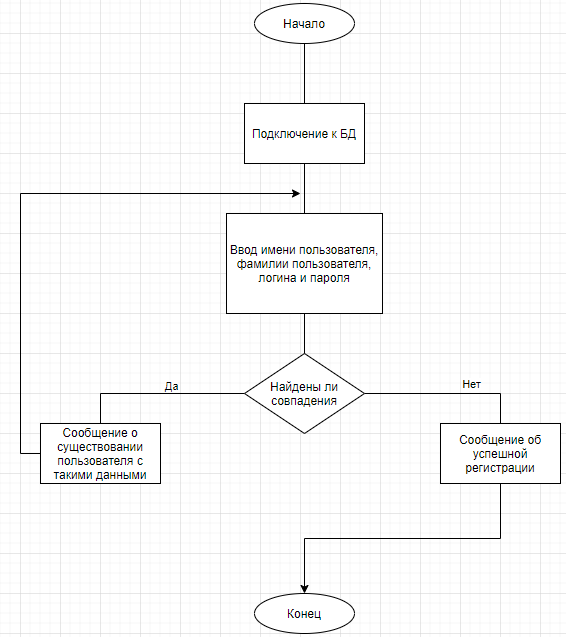 Начало
Подключение к БД
Ввод имени пользователя,
фамилии пользователя,
логина и пароля
Найдены ли
совпадения
Да
Нет
Сообщение о
существовании
пользователя с
такими данными
Сообщение об
успешной
регистрации
Конец